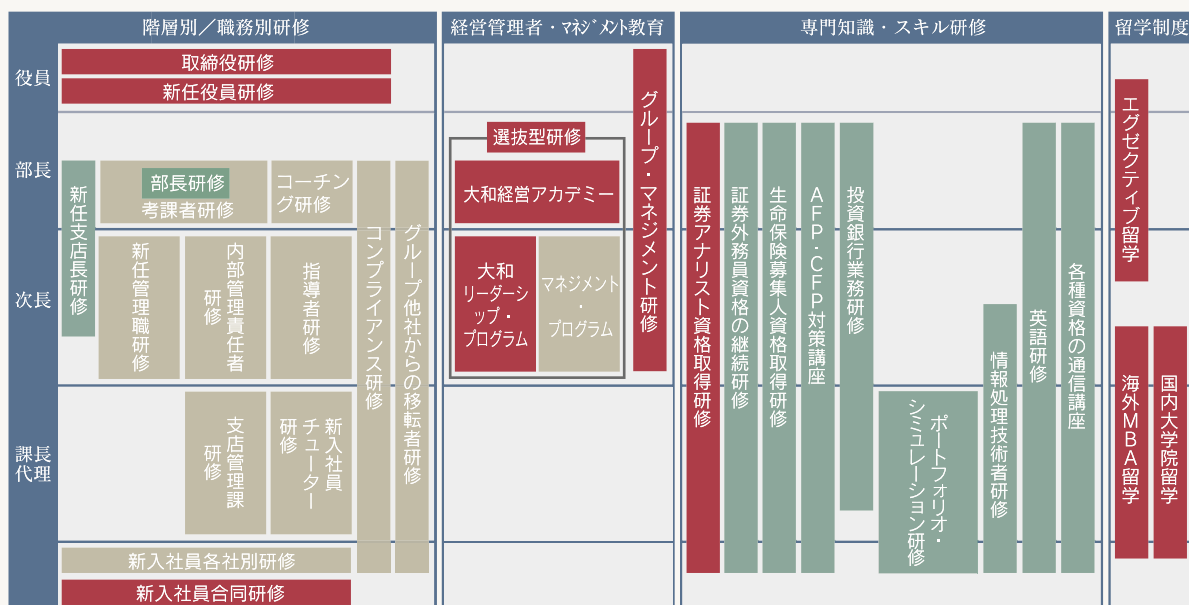 階層別／職務別研修
経営管理者・マネジメント教育
専門知識・スキル研修
留学制度
役員
部長
次長
課長
代理
取締役研修
新任役員研修
新任支店長研修
部長研修
考課者研修
コーチン
グ研修
新任管理職研修
内部管理責任者
研修
指導者研修
コンプライアンス研修
グループ他社からの移転者研修
支店管理課
研修
新入社員
チューター
研修
新入社員各社別研修
新入社員合同研修
選抜型研修
大和経営アカデミー
大和
リーダーシ
ップ・
プログラム
マネジメント
・
プログラム
グループ・マネジメント研修
証券アナリスト資格取得研修
証券外務員資格の継続研修
生命保険募集人資格取得研修
AFP・CFP対策講座
投資銀行業務研修
ポートフォリオ・
シミュレーション研修
情報処理技術者研修
英語研修
各種資格の通信講座
エグゼクティブ留学
海外MBA留学
国内大学院留学